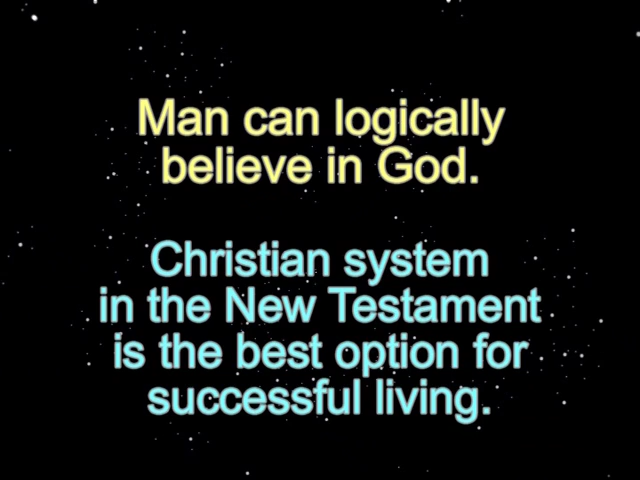 Man can logically
believe in God.
Christian system
in the New Testament
is the best option for
successful living.